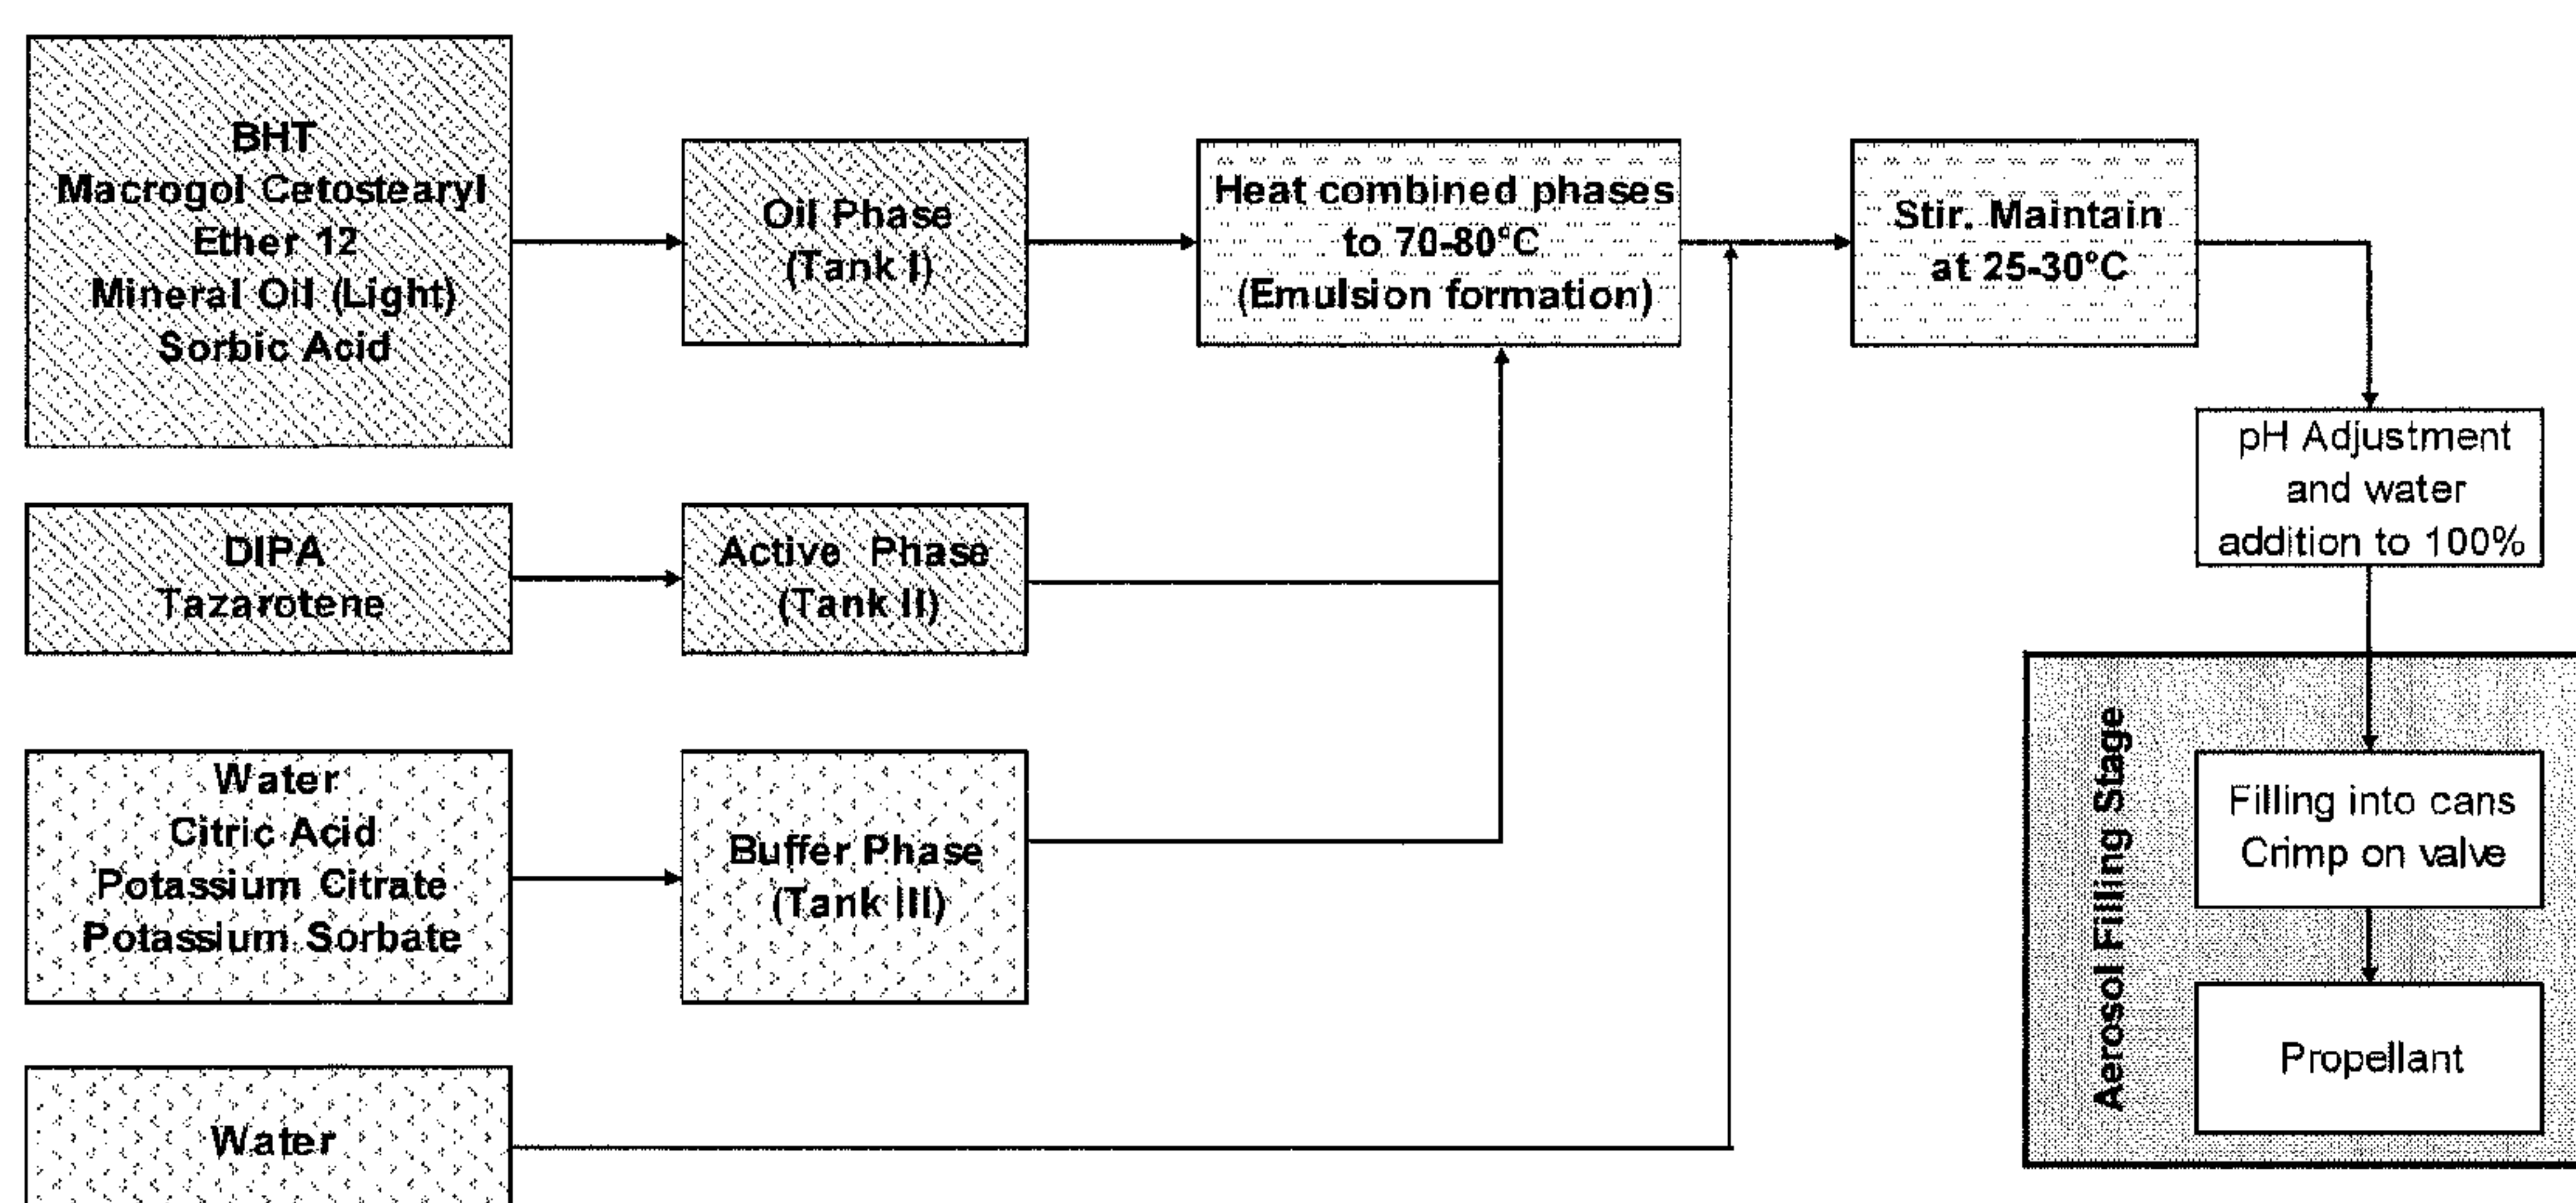 BHT
Macrogol Cetostearyl
Ether 12
Mineral Oil (Light)
Sorbic Acid
Oil Phase
(Tank I)
Heat combined phases
to 70-80°C
(Emulsion formation)
Stir. Maintain
at 25-30°C
pH Adjustment
and water
addition to 100%
DIPA
Tazarotene
Active Phase
(Tank II)
Water
Citric Acid
Potassium Citrate
Potassium Sorbate
Buffer Phase
(Tank III)
Aerosol Filling Stage
Filling into cans
Crimp on valve
Propellant
Water